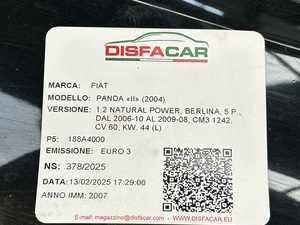 DISFACAR
MARCA: FIAT
MODELLO: PANDA «II» (2004)
VERSIONE: 1.2 NATURAL POWER, BERLINA, 5 P.,
DAL 2006-10 AL 2009-08, CM3 1242,
CV 60, KW. 44 (L)
P5: 188A4000
EMISSIONE: EURO 3
NS: 378/2025
DATA: 13/02/2025 17:29:00
ANNO IMM: 2007
E-mail: magazzino@disfacar.com - www.DISFACAR.EU